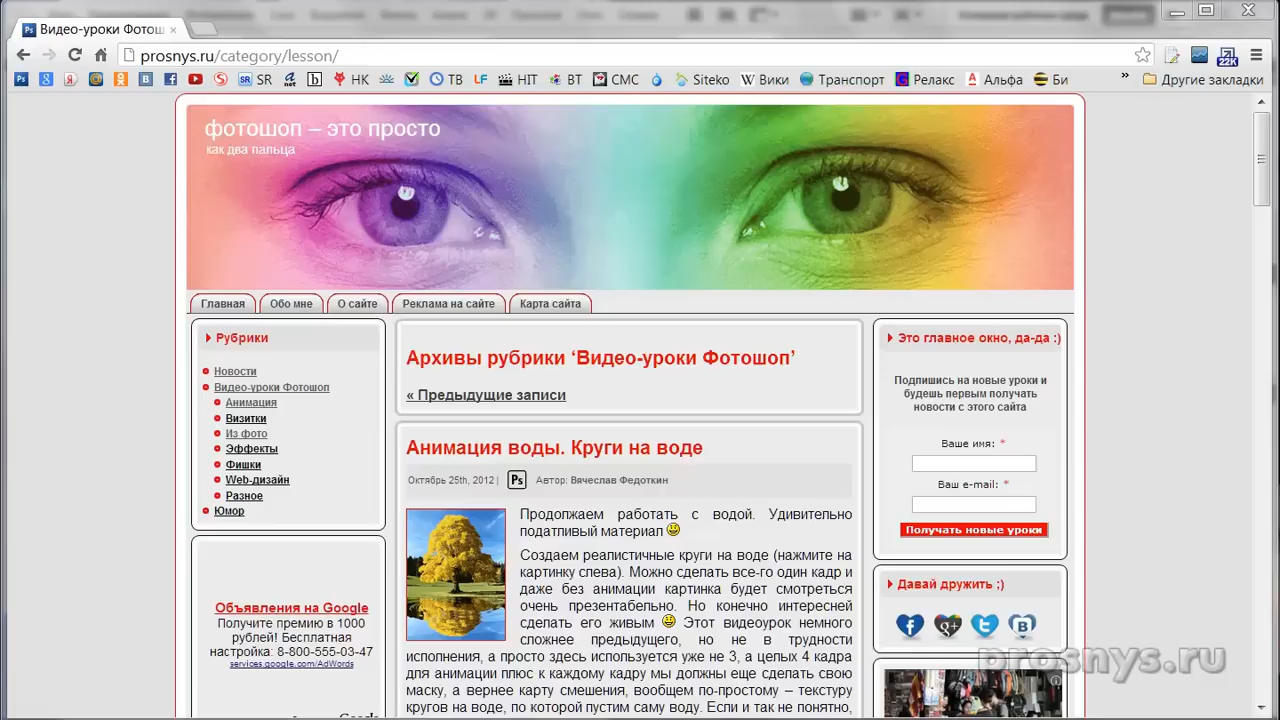 Видео-уроки Фотош
prosnys.ru/category/lesson/
SR
НК
ТВ
HIT
ВТ
СМС
Siteko
Вики
Транспорт
Релакс
Альфа
Би
»
Другие закладки
фотошоп – это просто
как два пальца
Главная
Обо мне
О сайте
Реклама на сайте
Карта сайта
Рубрики
Новости
Видео-уроки Фотошоп
Анимация
Визитки
Из фото
Эффекты
Фишки
Web-дизайн
Разное
Юмор
Объявления на Google
Получите премию в 1000
рублей! Бесплатная
настройка: 8-800-555-03-47
services.google.com/AdWords
Архивы рубрики ‘Видео-уроки Фотошоп’
« Предыдущие записи
Анимация воды. Круги на воде
Октябрь 25th, 2012 | Ps Автор: Вячеслав Федоткин
Продолжаем работать с водой. Удивительно
податливый материал
Создаем реалистичные круги на воде (нажмите на
картинку слева). Можно сделать все-го один кадр и
даже без анимации картинка будет смотреться
очень презентабельно. Но конечно интересней
сделать его живым Этот видеоурок немного
сложнее предыдущего, но не в трудности
исполнения, а просто здесь используется уже не 3, а целых 4 кадра
для анимации плюс к каждому кадру мы должны еще сделать свою
маску, а вернее карту смешения, вообщем по-простому – текстуру
кругов на воде, по которой пустим саму воду. Если и так не понятно,
Это главное окно, да-да :)
Подпишись на новые уроки и
будешь первым получать
новости с этого сайта
Ваше имя: *
Ваш e-mail: *
Получать новые уроки
Давай дружить ;)
prosnys.ru